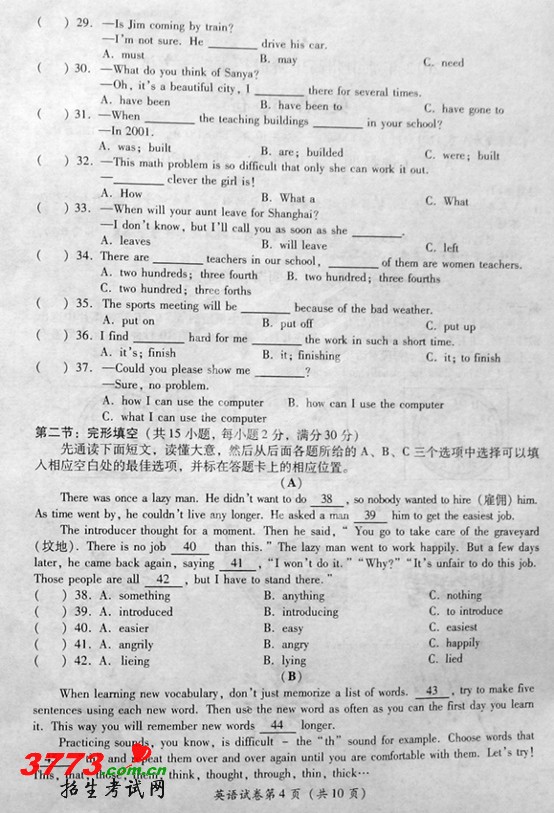 (    ) 29. —Is Jim coming by train?
—I'm not sure. He ________ drive his car.
A. must    B. may    C. need
(    ) 30. —What do you think of Sanya?
—Oh, it's a beautiful city, I ________ there for several times.
A. have been    B. have been to    C. have gone to
(    ) 31. —When ________ the teaching buildings ________ in your school?
—In 2001.
A. was; built    B. are; builded    C. were; built
(    ) 32. —This math problem is so difficult that only she can work it out.
—________ clever the girl is!
A. How    B. What a    C. What
(    ) 33. —When will your aunt leave for Shanghai?
—I don't know, but I'll call you as soon as she ________.
A. leaves    B. will leave    C. left
(    ) 34. There are ________ teachers in our school, ________ of them are women teachers.
A. two hundreds; three fourth    B. two hundred; three fourths
C. two hundred; three forths
(    ) 35. The sports meeting will be ________ because of the bad weather.
A. put on    B. put off    C. put up
(    ) 36. I find ________ hard for me ________ the work in such a short time.
A. it's; finish    B. it; finishing    C. it; to finish
(    ) 37. —Could you please show me ________?
—Sure, no problem.
A. how I can use the computer    B. how can I use the computer
C. what I can use the computer
第二节：完形填空（共15小题，每小题2分，满分30分）
先通读下面短文，读懂大意，然后从后面各题所给的A、B、C三个选项中选择可以填
入相应空白处的最佳选项，并标在答题卡上的相应位置。
(A)
There was once a lazy man. He didn't want to do 38 , so nobody wanted to hire (雇佣) him.
As time went by, he couldn't live any longer. He asked a man 39 him to get the easiest job.
The introducer thought for a moment. Then he said, " You go to take care of the graveyard
(坟地). There is no job 40 than this." The lazy man went to work happily. But a few days
later, he came back again, saying 41 , "I won't do it." "Why?" "It's unfair to do this job.
Those people are all 42 , but I have to stand there."
(    ) 38. A. something    B. anything    C. nothing
(    ) 39. A. introduced    B. introducing    C. to introduce
(    ) 40. A. easier    B. easy    C. easiest
(    ) 41. A. angrily    B. angry    C. happily
(    ) 42. A. lieing    B. lying    C. lied
(B)
When learning new vocabulary, don't just memorize a list of words. 43 , try to make five
sentences using each new word. Then use the new word as often as you can the first day you learn
it. This way you will remember new words 44 longer.
Practicing sounds, you know, is difficult – the "th" sound for example. Choose words that
and repeat them over and over again until you are comfortable with them. Let's try!
This, that, those, them, think, thought, through, thin, thick…
3773.com.cn
招生考试网
英语试卷第4页（共10页）